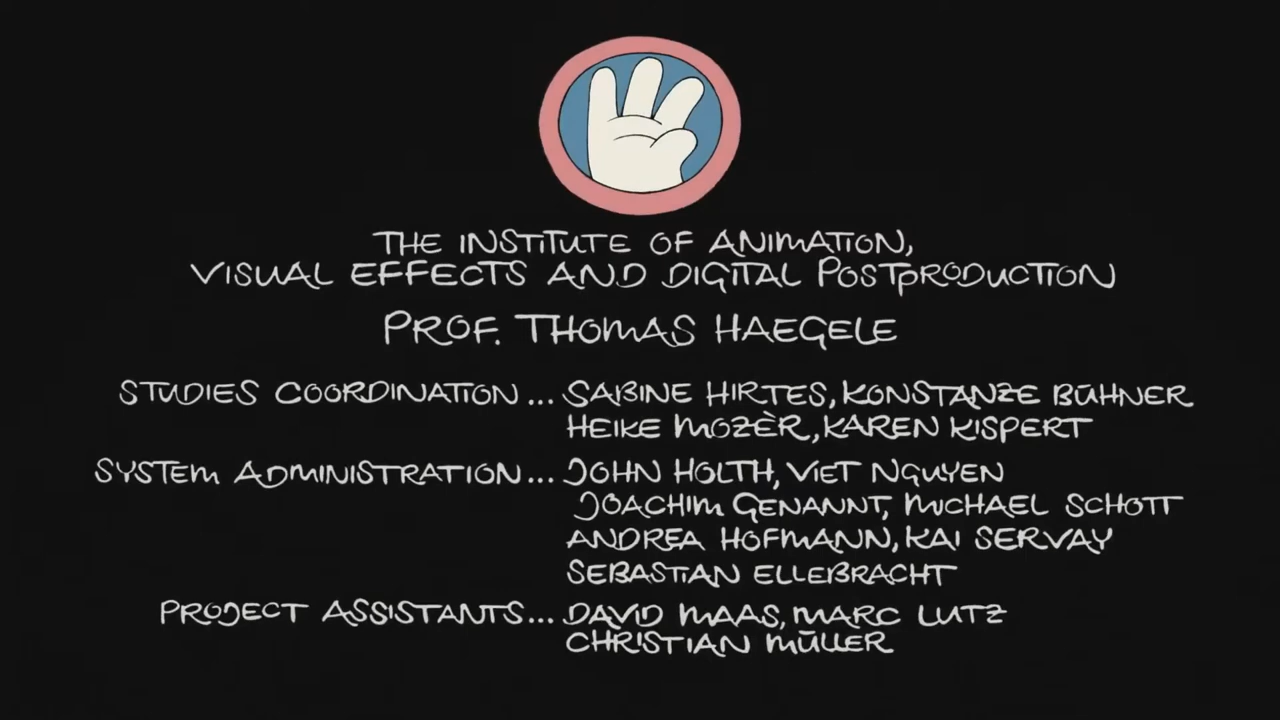 THE INSTITUTE OF ANIMATION,
VISUAL EFFECTS AND DIGITAL POSTPRODUCTION
PROF. THOMAS HAEGELE
STUDIES COORDINATION... SABINE HIRTES, KONSTANZE BÜHNER
HEIKE MOZÈR, KAREN KISPERT
SYSTEM ADMINISTRATION... JOHN HOLTH, VIET NGUYEN
JOACHIM GENANNT, MICHAEL SCHOTT
ANDREA HOFMANN, KAI SERVAY
SEBASTIAN ELLEBRACHT
PROJECT ASSISTANTS... DAVID MAAS, MARC LUTZ
CHRISTIAN MÜLLER